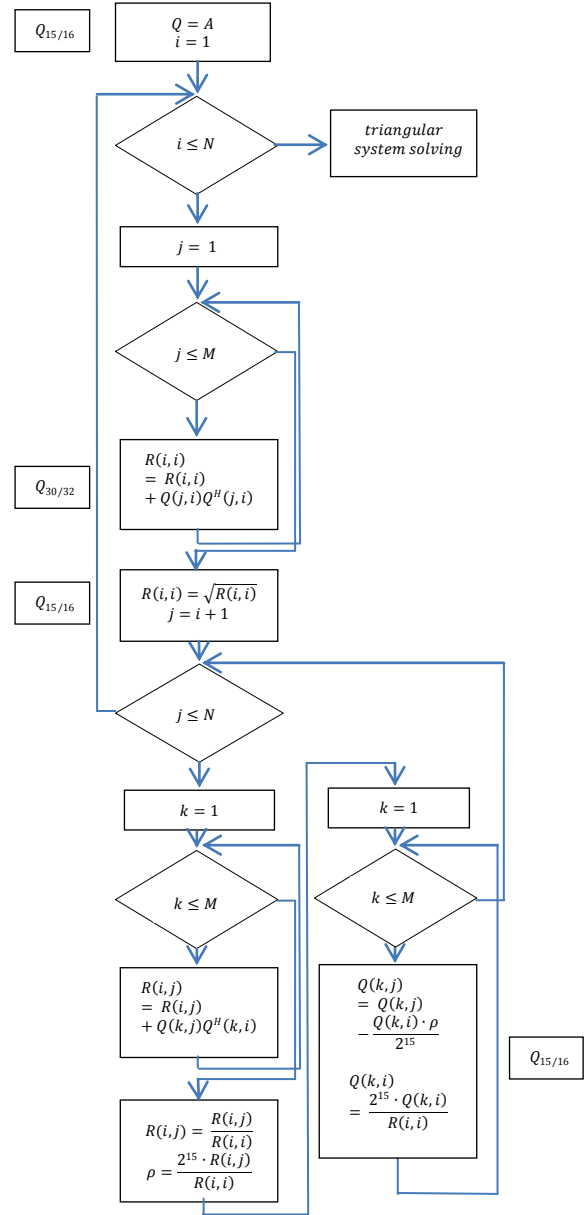 Q_{15/16}
Q = A
i = 1
i ≤ N
triangular
system solving
j = 1
j ≤ M
R(i,i)
= R(i,i)
+ Q(j,i)Q^H(j,i)
Q_{30/32}
Q_{15/16}
R(i,i) = √R(i,i)
j = i + 1
j ≤ N
k = 1
k ≤ M
R(i,j)
= R(i,j)
+ Q(k,j)Q^H(k,i)
R(i,j) = R(i,j)/R(i,i)
ρ = 2^{15} · R(i,j)/R(i,i)
k = 1
k ≤ M
Q(k,j)
= Q(k,j)
− Q(k,i) · ρ/2^{15}
Q(k,i)
= 2^{15} · Q(k,i)/R(i,i)
Q_{15/16}